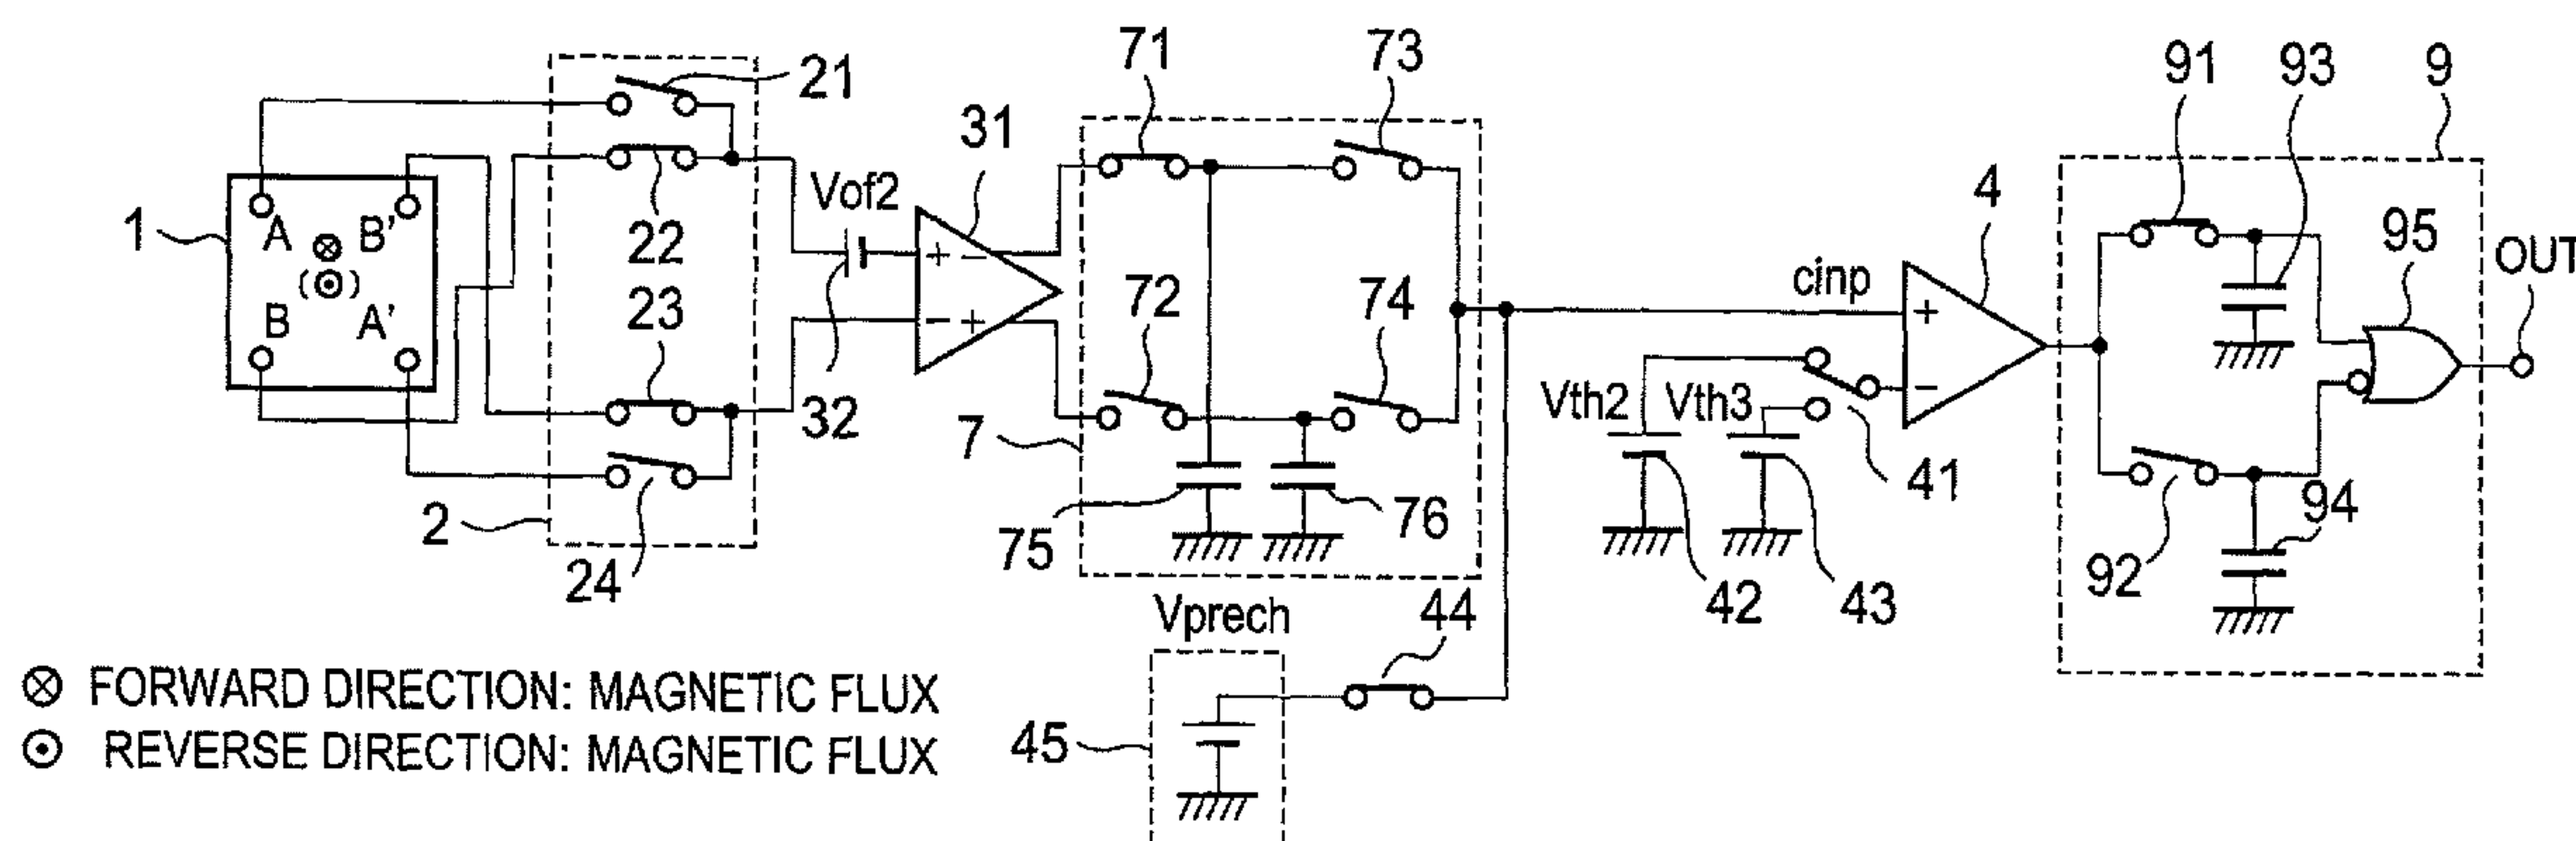 71
73
91
93
9
21
31
1
A
B'
Vof2
4
95
22
OUT
B
A'
23
72
74
cinp
+ −
− +
+
−
32
7
Vth2
Vth3
41
2
75
76
94
24
42
43
92
Vprech
44
45
⊗ FORWARD DIRECTION: MAGNETIC FLUX
⊙ REVERSE DIRECTION: MAGNETIC FLUX